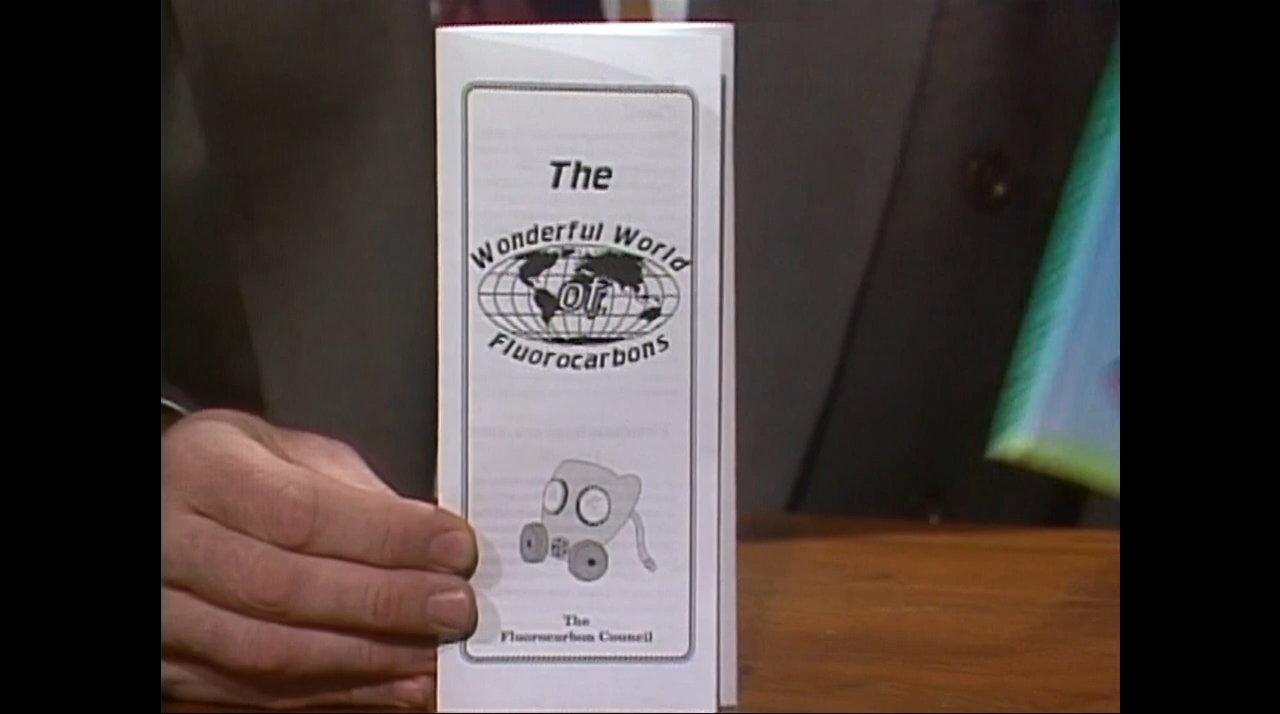 The
Wonderful World
of
Fluorocarbons
The
Fluorocarbon Council